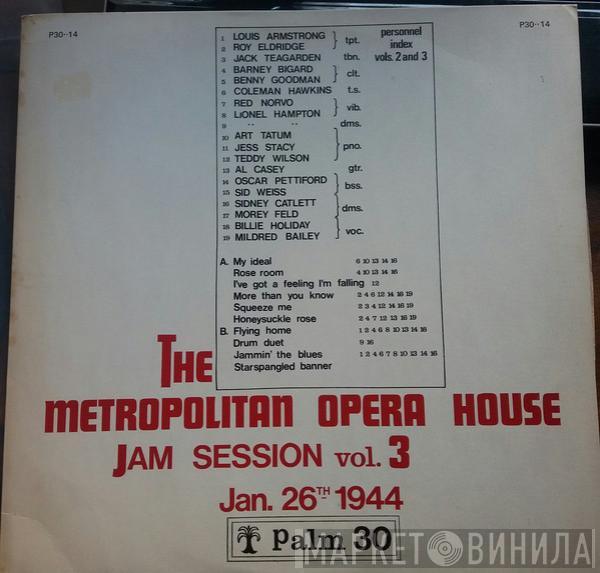 P30··14
P30··14
personnel
index
vols. 2 and 3
1 LOUIS ARMSTRONG
2 ROY ELDRIDGE
tpt.
3 JACK TEAGARDEN tbn.
4 BARNEY BIGARD
5 BENNY GOODMAN
clt.
6 COLEMAN HAWKINS t.s.
7 RED NORVO
8 LIONEL HAMPTON
vib.
9 " " dms.
10 ART TATUM
11 JESS STACY
12 TEDDY WILSON
pno.
13 AL CASEY gtr.
14 OSCAR PETTIFORD
15 SID WEISS
bss.
16 SIDNEY CATLETT
17 MOREY FELD
dms.
18 BILLIE HOLIDAY
19 MILDRED BAILEY
voc.
A. My ideal 6 10 13 14 16
Rose room 4 10 13 14 16
I've got a feeling I'm falling 12
More than you know 2 4 6 12 14 16 19
Squeeze me 2 3 4 12 14 16 19
Honeysuckle rose 2 4 7 12 13 16 19
B. Flying home 1 2 4 6 8 10 13 14 16
Drum duet 9 16
Jammin' the blues 1 2 4 6 7 8 10 13 14 16
Starspangled banner
THE
METROPOLITAN OPERA HOUSE
JAM SESSION vol. 3
Jan. 26TH 1944
Palm 30
МАРКЕТ ВИНИЛА